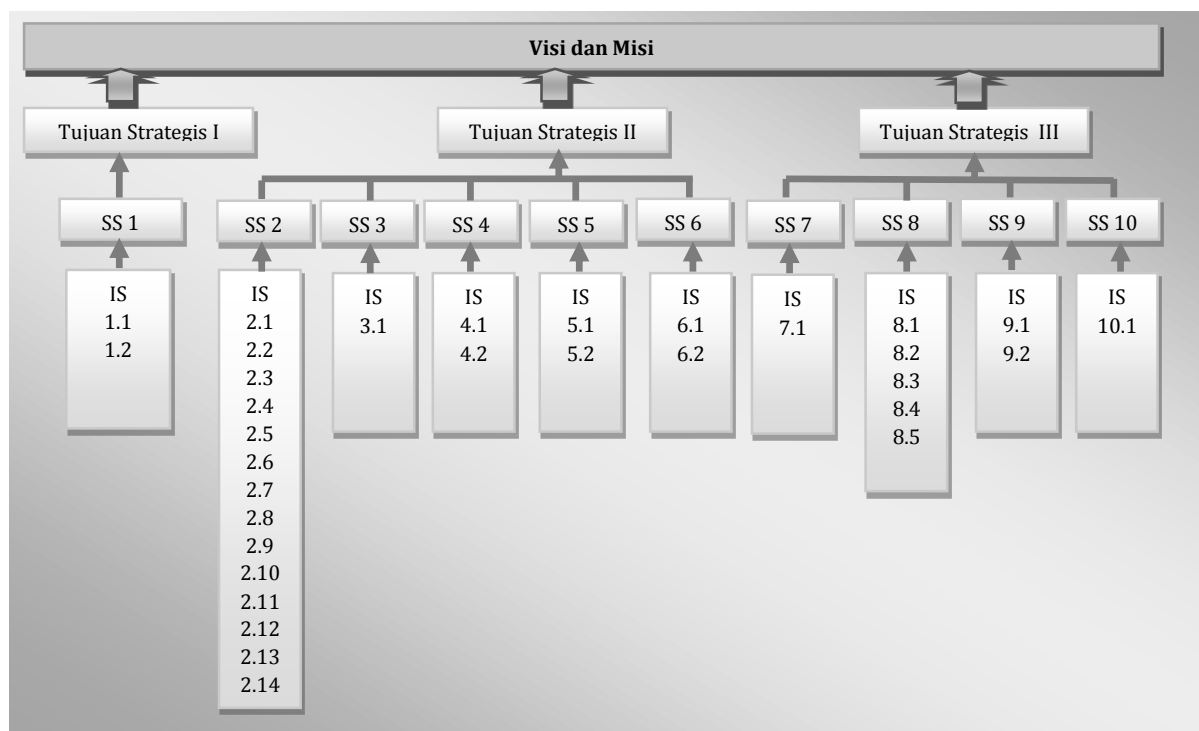 Visi dan Misi
Tujuan Strategis I
Tujuan Strategis II
Tujuan Strategis III
SS 1
SS 2
SS 3
SS 4
SS 5
SS 6
SS 7
SS 8
SS 9
SS 10
IS
1.1
1.2
IS
2.1
2.2
2.3
2.4
2.5
2.6
2.7
2.8
2.9
2.10
2.11
2.12
2.13
2.14
IS
3.1
IS
4.1
4.2
IS
5.1
5.2
IS
6.1
6.2
IS
7.1
IS
8.1
8.2
8.3
8.4
8.5
IS
9.1
9.2
IS
10.1